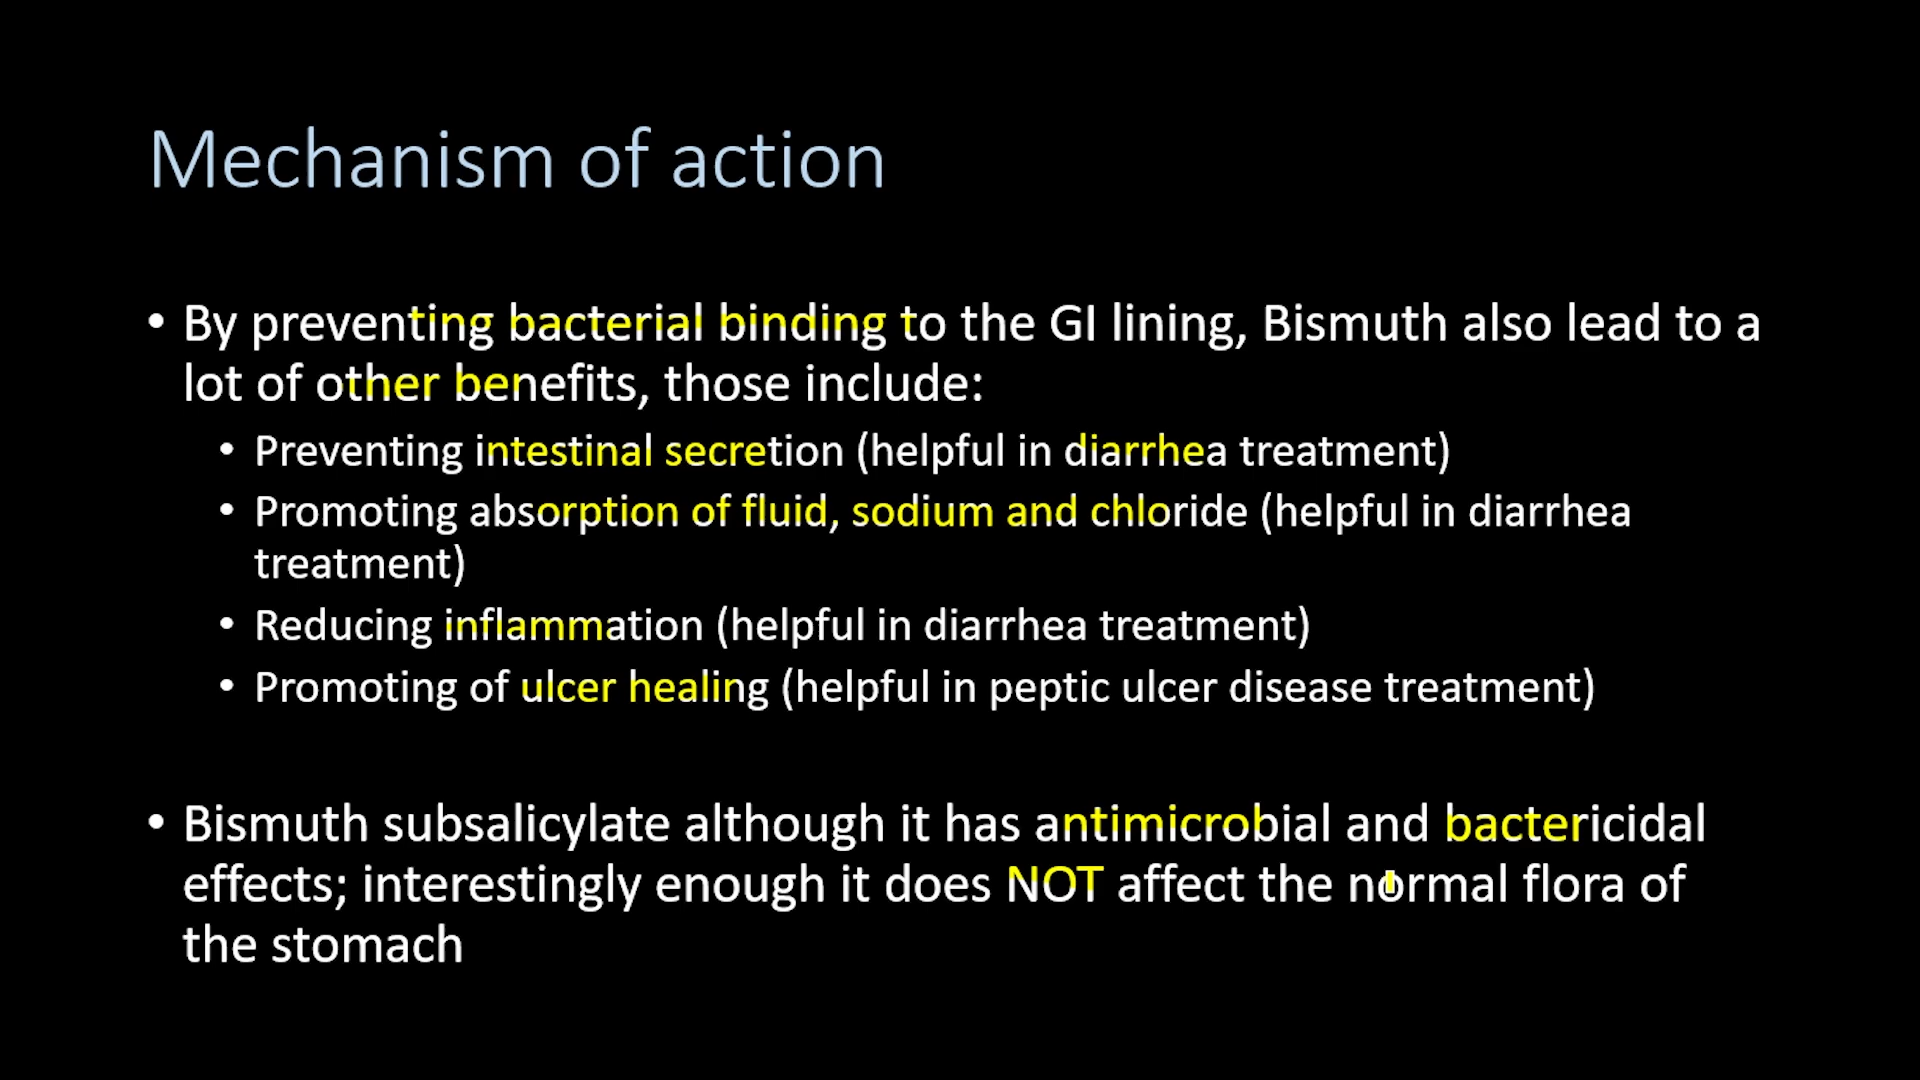 Mechanism of action
• By preventing bacterial binding to the GI lining, Bismuth also lead to a
lot of other benefits, those include:
• Preventing intestinal secretion (helpful in diarrhea treatment)
• Promoting absorption of fluid, sodium and chloride (helpful in diarrhea
treatment)
• Reducing inflammation (helpful in diarrhea treatment)
• Promoting of ulcer healing (helpful in peptic ulcer disease treatment)
• Bismuth subsalicylate although it has antimicrobial and bactericidal
effects; interestingly enough it does NOT affect the normal flora of
the stomach